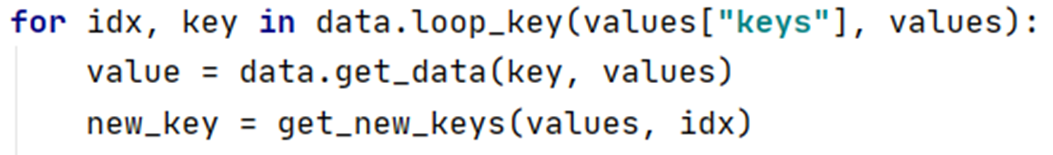 for idx, key in data.loop_key(values["keys"], values):
    value = data.get_data(key, values)
    new_key = get_new_keys(values, idx)